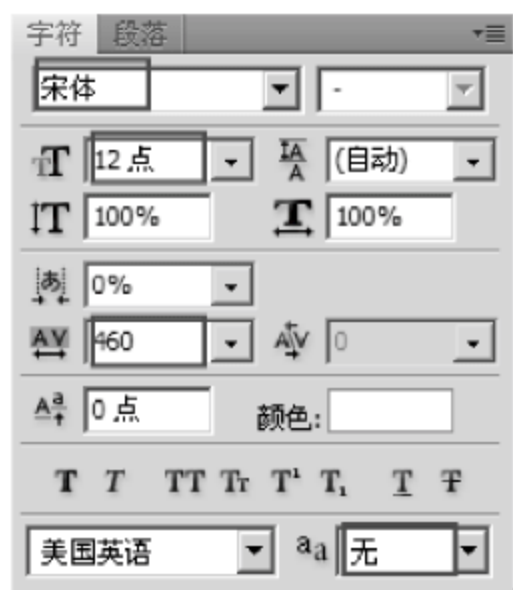 字符 段落
宋体 -
12 点 (自动)
100% 100%
0%
460 0
0 点 颜色:
T T TT Tr T¹ T₁ T T
美国英语 aa 无